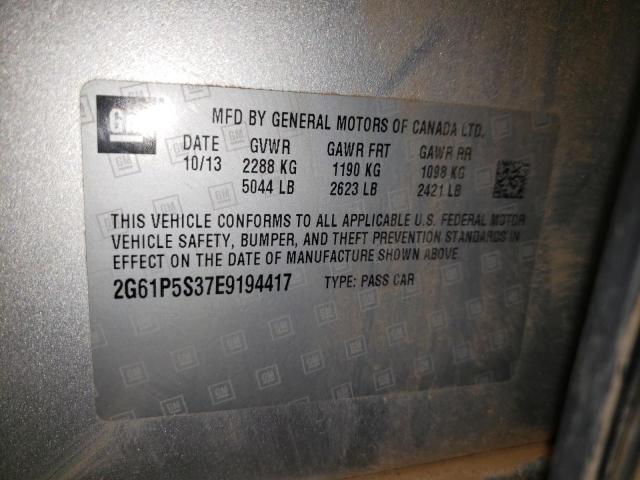 GM
MFD BY GENERAL MOTORS OF CANADA LTD.
DATE GVWR GAWR FRT GAWR RR
10/13 2288 KG 1190 KG 1098 KG
5044 LB 2623 LB 2421 LB
THIS VEHICLE CONFORMS TO ALL APPLICABLE U.S. FEDERAL MOTOR
VEHICLE SAFETY, BUMPER, AND THEFT PREVENTION STANDARDS IN
EFFECT ON THE DATE OF MANUFACTURE SHOWN ABOVE.
2G61P5S37E9194417 TYPE: PASS CAR